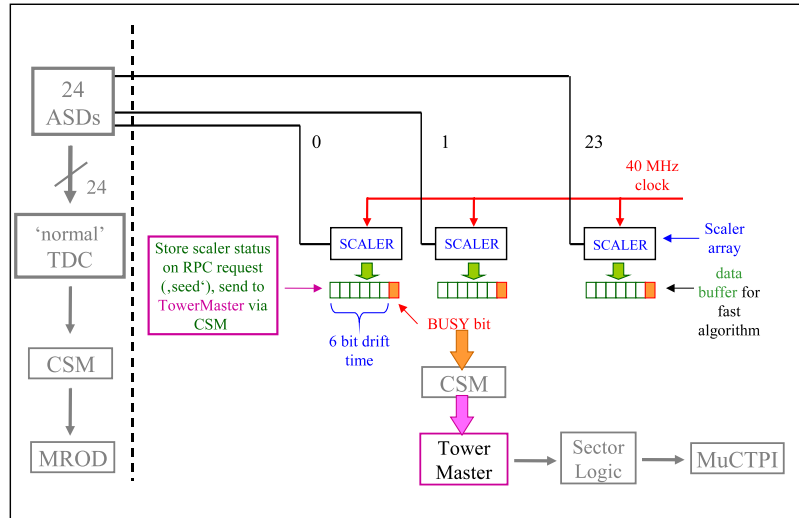 24
ASDs
24
'normal'
TDC
CSM
MROD
0
1
23
40 MHz
clock
SCALER
SCALER
SCALER
Scaler
array
Store scaler status
on RPC request
(‚seed‘), send to
TowerMaster via
CSM
6 bit drift
time
BUSY bit
data
buffer for
fast
algorithm
CSM
Tower
Master
Sector
Logic
MuCTPI